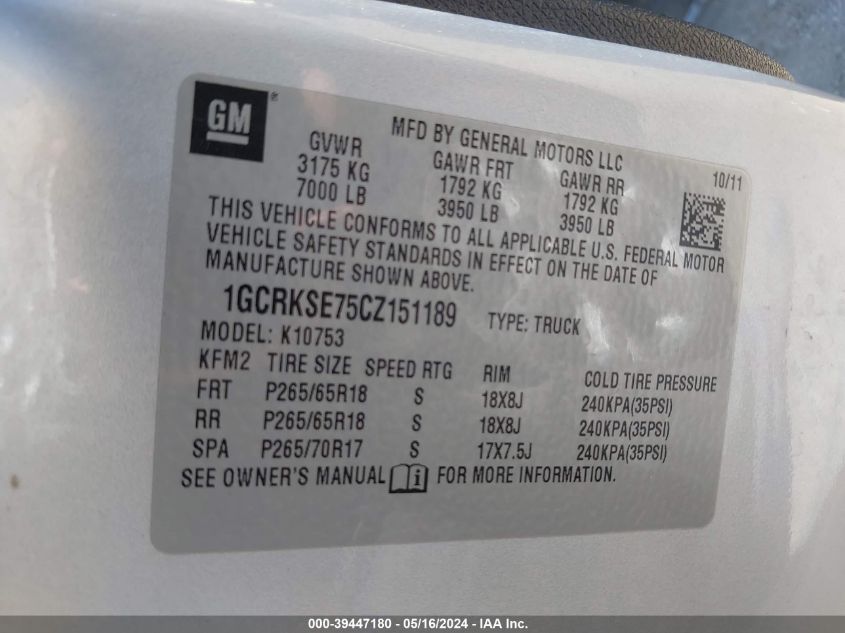 GM®
MFD BY GENERAL MOTORS LLC
10/11
GVWR GAWR FRT GAWR RR
3175 KG 1792 KG 1792 KG
7000 LB 3950 LB 3950 LB
THIS VEHICLE CONFORMS TO ALL APPLICABLE U.S. FEDERAL MOTOR
VEHICLE SAFETY STANDARDS IN EFFECT ON THE DATE OF
MANUFACTURE SHOWN ABOVE.
1GCRKSE75CZ151189 TYPE: TRUCK
MODEL: K10753
KFM2 TIRE SIZE SPEED RTG RIM COLD TIRE PRESSURE
FRT P265/65R18 S 18X8J 240KPA(35PSI)
RR P265/65R18 S 18X8J 240KPA(35PSI)
SPA P265/70R17 S 17X7.5J 240KPA(35PSI)
SEE OWNER'S MANUAL i FOR MORE INFORMATION.
000-39447180 - 05/16/2024 - IAA Inc.